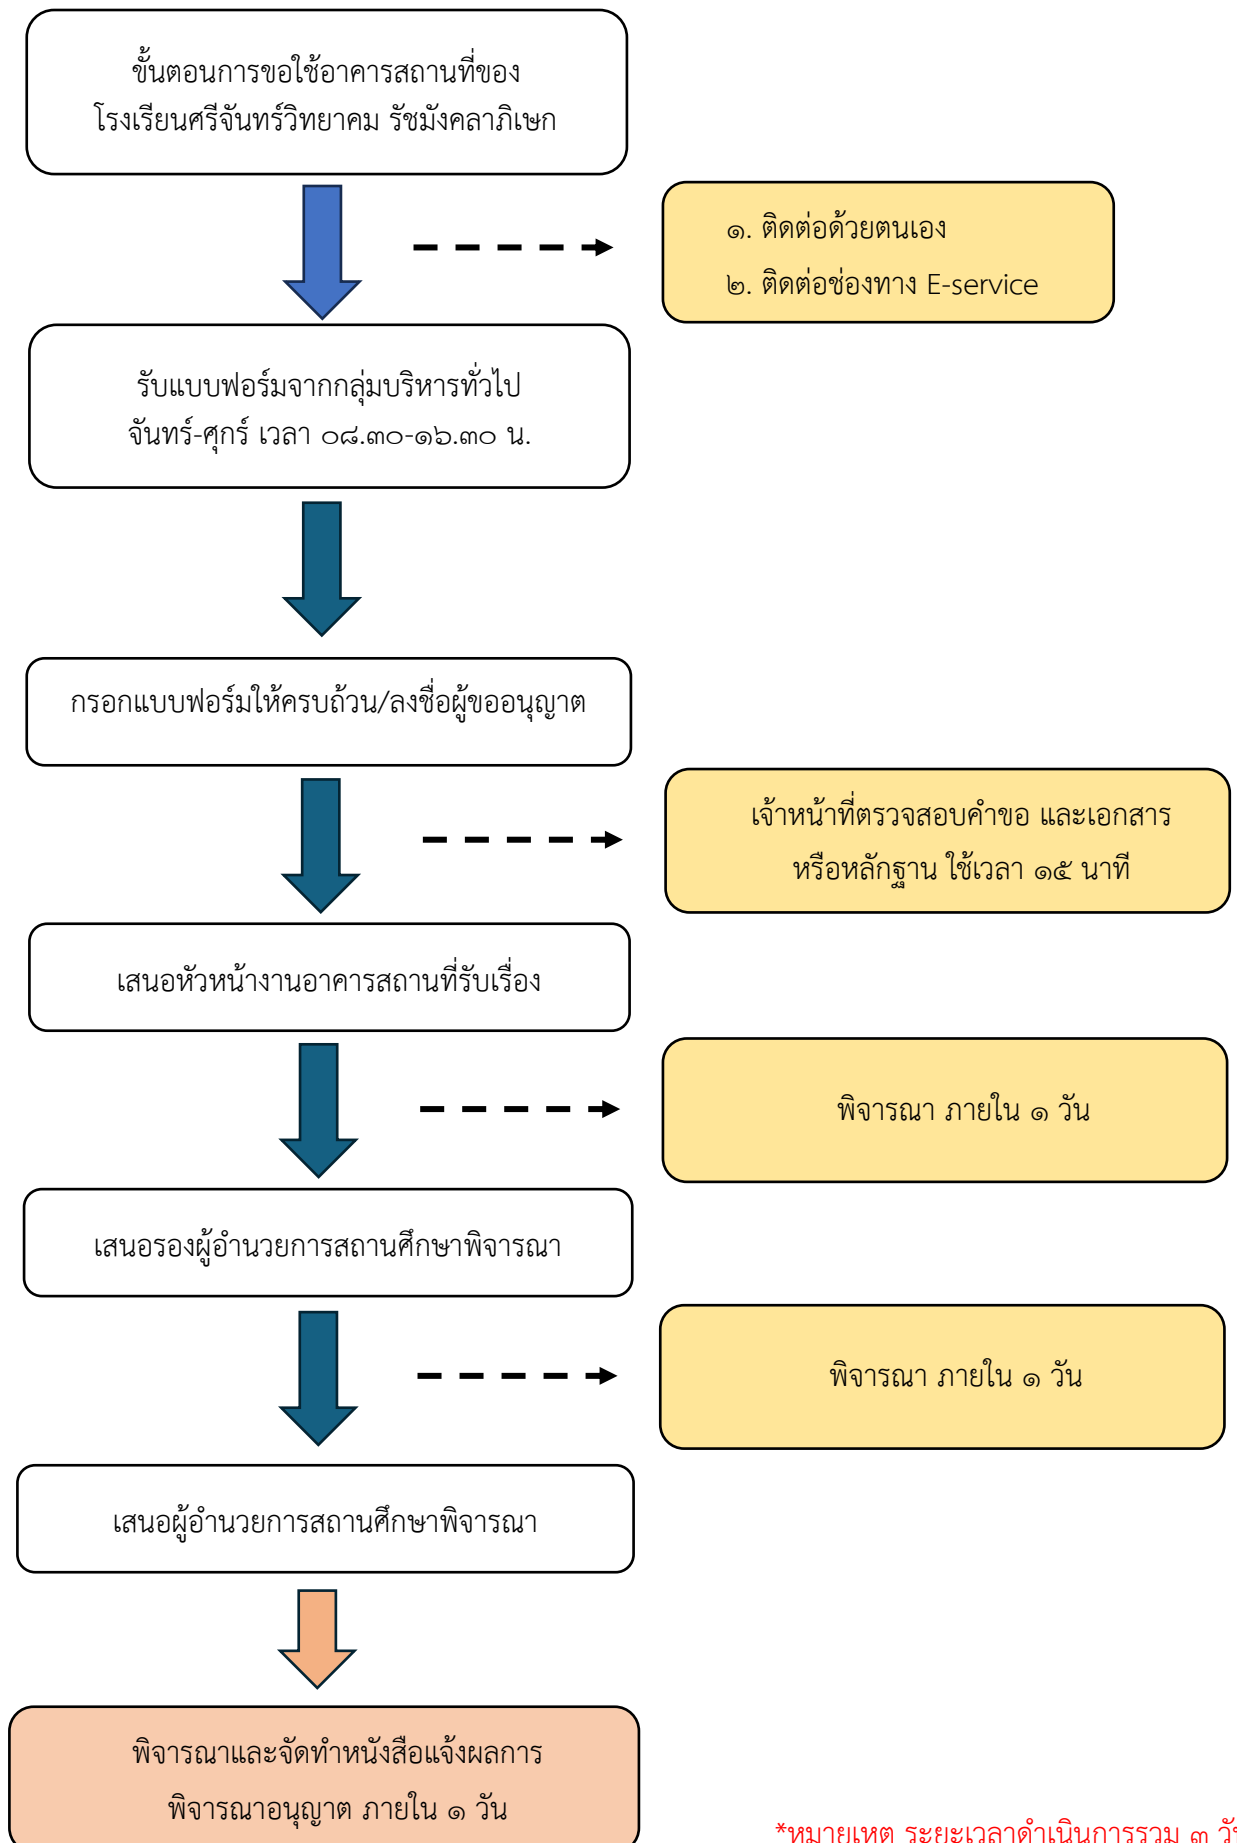 ขั้นตอนการขอใช้อาคารสถานที่ของ
โรงเรียนศรีจันทร์วิทยาคม รัชมังคลาภิเษก
๑. ติดต่อด้วยตนเอง
๒. ติดต่อช่องทาง E-service
รับแบบฟอร์มจากกลุ่มบริหารทั่วไป
จันทร์-ศุกร์ เวลา ๐๘.๓๐-๑๖.๓๐ น.
กรอกแบบฟอร์มให้ครบถ้วน/ลงชื่อผู้ขออนุญาต
เจ้าหน้าที่ตรวจสอบคำขอ และเอกสาร
หรือหลักฐาน ใช้เวลา ๑๕ นาที
เสนอหัวหน้างานอาคารสถานที่รับเรื่อง
พิจารณา ภายใน ๑ วัน
เสนอรองผู้อำนวยการสถานศึกษาพิจารณา
พิจารณา ภายใน ๑ วัน
เสนอผู้อำนวยการสถานศึกษาพิจารณา
พิจารณาและจัดทำหนังสือแจ้งผลการ
พิจารณาอนุญาต ภายใน ๑ วัน
*หมายเหตุ ระยะเวลาดำเนินการรวม ๓ วัน